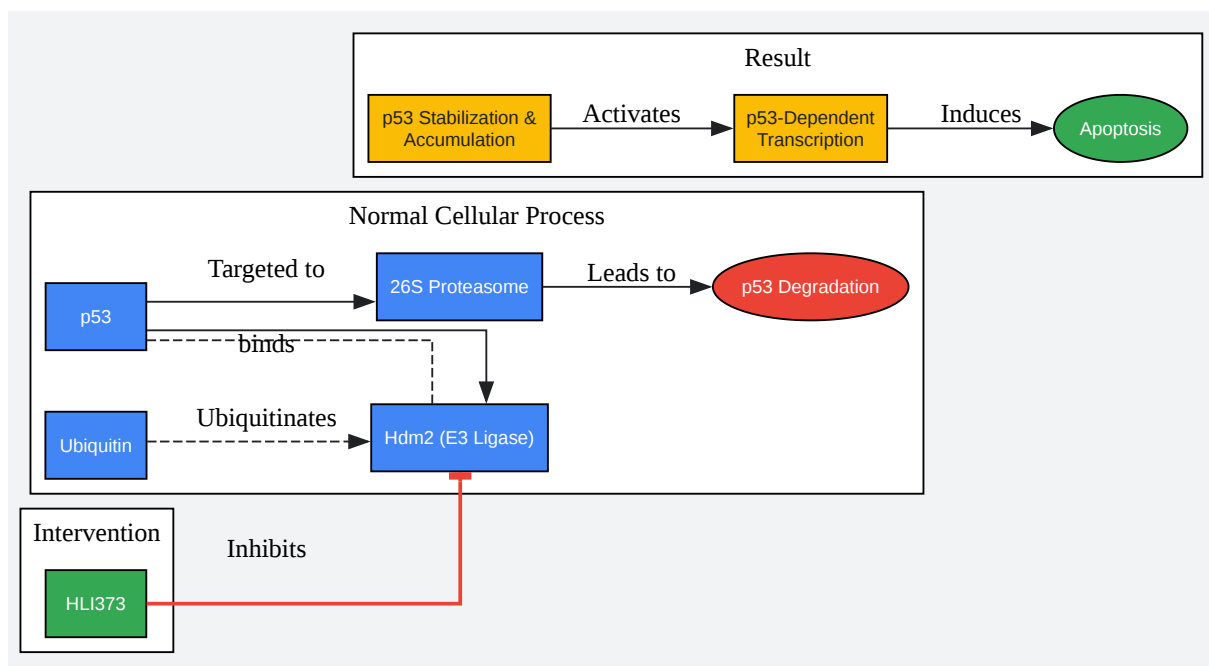 Result
p53 Stabilization &
Accumulation
Activates
p53-Dependent
Transcription
Induces
Apoptosis
Normal Cellular Process
Targeted to
26S Proteasome
Leads to
p53 Degradation
p53
binds
Ubiquitin
Ubiquitinates
Hdm2 (E3 Ligase)
Intervention
Inhibits
HLI373